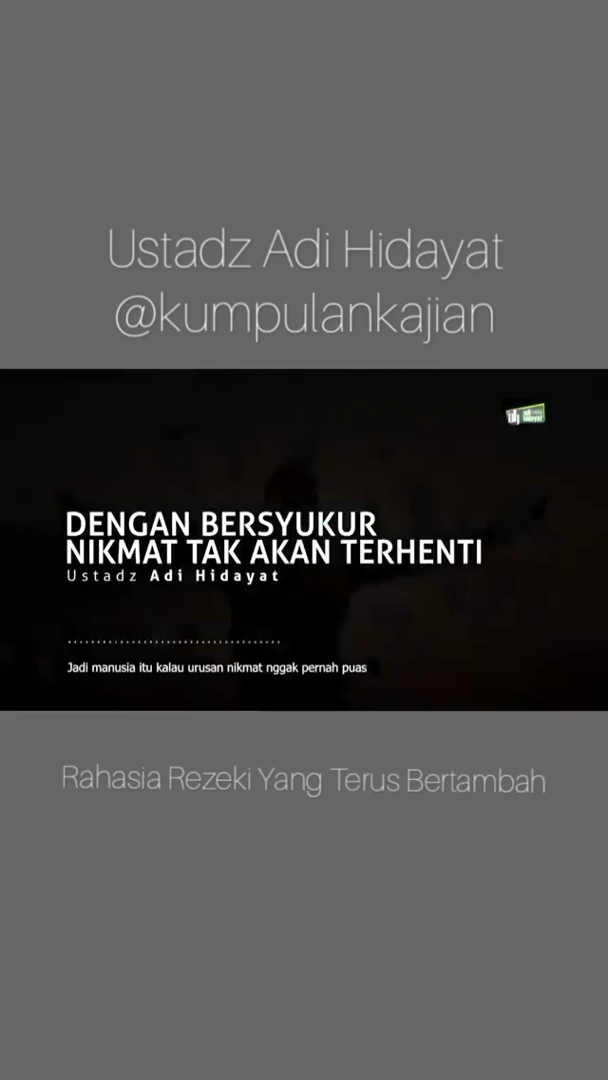 Ustadz Adi Hidayat
@kumpulankajian
DENGAN BERSYUKUR
NIKMAT TAK AKAN TERHENTI
Ustadz Adi Hidayat
Jadi manusia itu kalau urusan nikmat nggak pernah puas
Rahasia Rezeki Yang Terus Bertambah